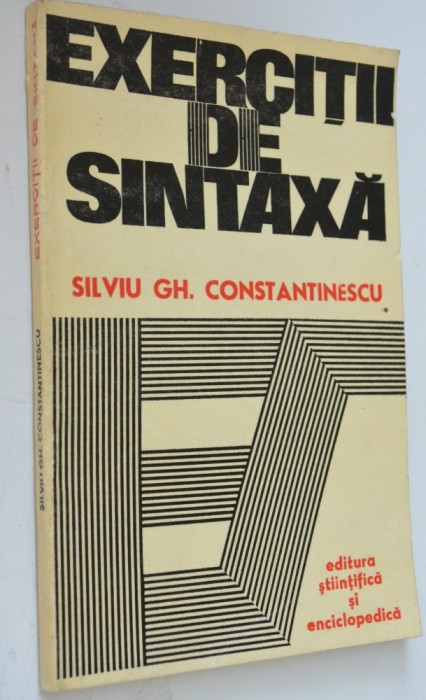 EXERCIȚII
DE
SINTAXĂ
SILVIU GH. CONSTANTINESCU
editura
științifică
și
enciclopedică
EXERCIȚII DE SINTAXĂ
SILVIU GH. CONSTANTINESCU